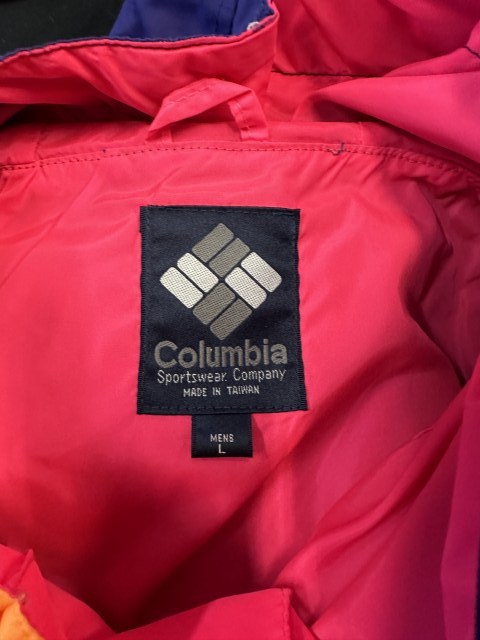 Columbia
Sportswear Company
MADE IN TAIWAN
MENS
L